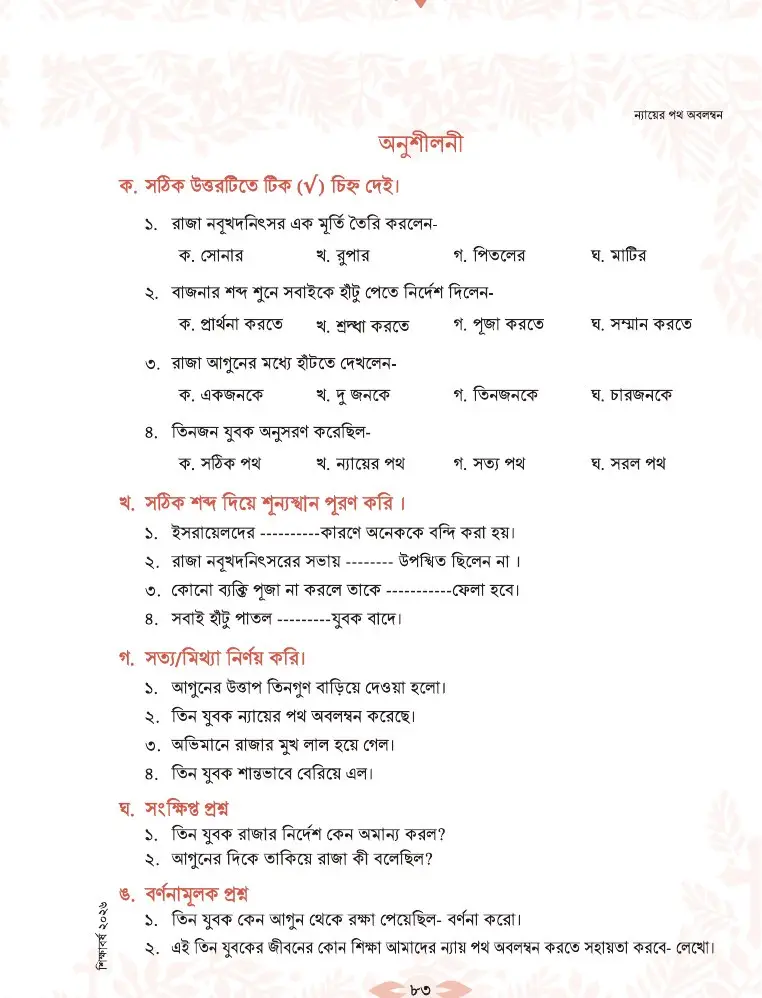 ন্যায়ের পথ অবলম্বন
অনুশীলনী
ক. সঠিক উত্তরটিতে টিক (√) চিহ্ন দেই।
১. রাজা নবূখদনিৎসর এক মূর্তি তৈরি করলেন-
ক. সোনার খ. রুপার গ. পিতলের ঘ. মাটির
২. বাজনার শব্দ শুনে সবাইকে হাঁটু পেতে নির্দেশ দিলেন-
ক. প্রার্থনা করতে খ. শ্রদ্ধা করতে গ. পূজা করতে ঘ. সম্মান করতে
৩. রাজা আগুনের মধ্যে হাঁটতে দেখলেন-
ক. একজনকে খ. দু জনকে গ. তিনজনকে ঘ. চারজনকে
৪. তিনজন যুবক অনুসরণ করেছিল-
ক. সঠিক পথ খ. ন্যায়ের পথ গ. সত্য পথ ঘ. সরল পথ
খ. সঠিক শব্দ দিয়ে শূন্যস্থান পূরণ করি ।
১. ইসরায়েলদের ----------কারণে অনেককে বন্দি করা হয়।
২. রাজা নবূখদনিৎসরের সভায় -------- উপস্থিত ছিলেন না ।
৩. কোনো ব্যক্তি পূজা না করলে তাকে -----------ফেলা হবে।
৪. সবাই হাঁটু পাতল ---------যুবক বাদে।
গ. সত্য/মিথ্যা নির্ণয় করি।
১. আগুনের উত্তাপ তিনগুণ বাড়িয়ে দেওয়া হলো।
২. তিন যুবক ন্যায়ের পথ অবলম্বন করেছে।
৩. অভিমানে রাজার মুখ লাল হয়ে গেল।
৪. তিন যুবক শান্তভাবে বেরিয়ে এল।
ঘ. সংক্ষিপ্ত প্রশ্ন
১. তিন যুবক রাজার নির্দেশ কেন অমান্য করল?
২. আগুনের দিকে তাকিয়ে রাজা কী বলেছিল?
ঙ. বর্ণনামূলক প্রশ্ন
১. তিন যুবক কেন আগুন থেকে রক্ষা পেয়েছিল- বর্ণনা করো।
২. এই তিন যুবকের জীবনের কোন শিক্ষা আমাদের ন্যায় পথ অবলম্বন করতে সহায়তা করবে- লেখো।
শিক্ষাবর্ষ ২০২৬
৮৩